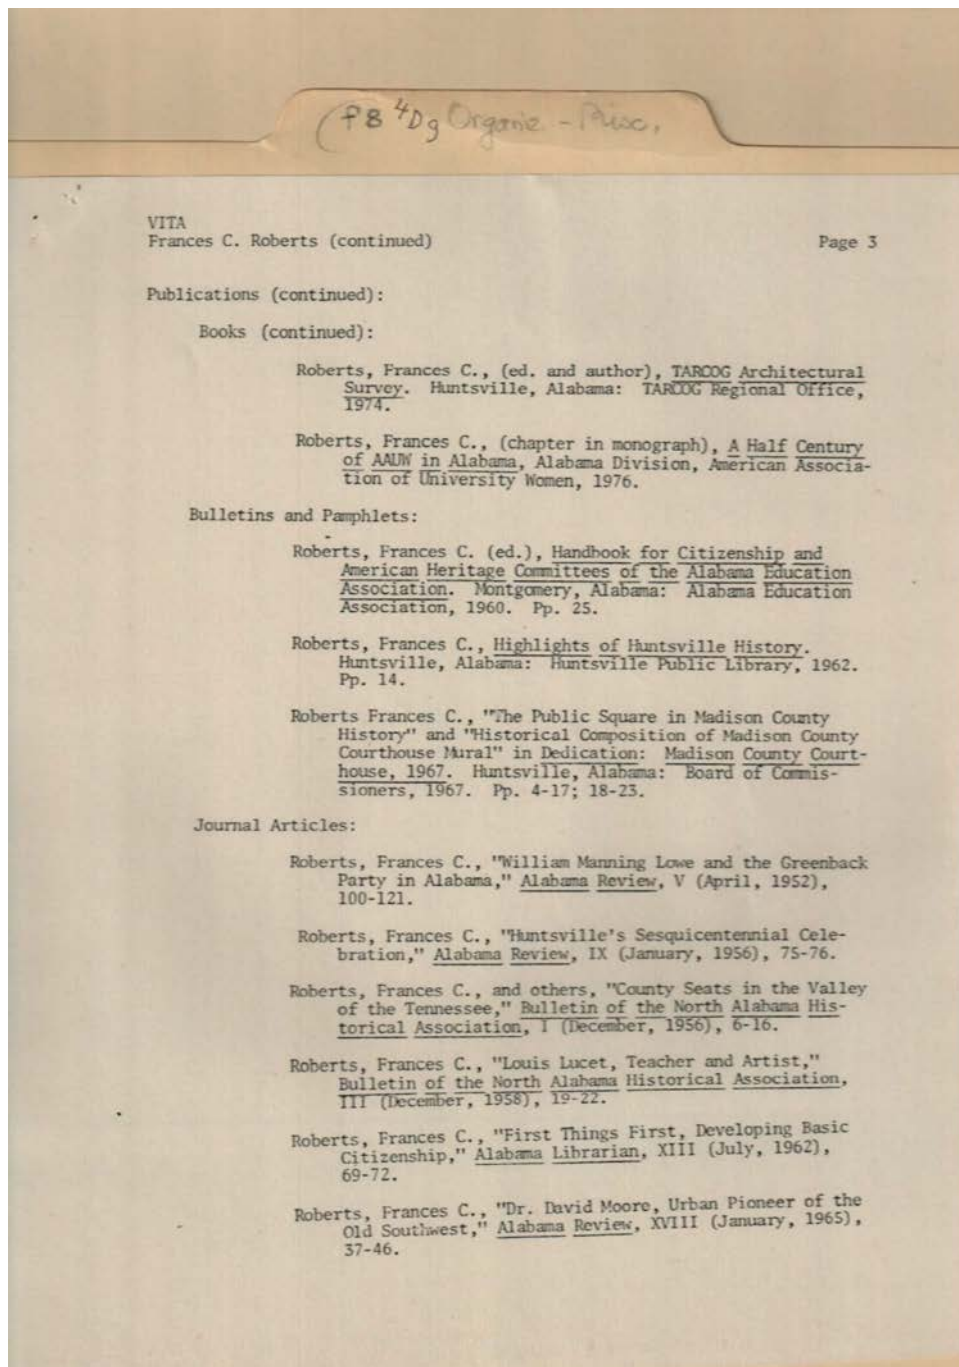 f8 4Dg Organie - Misc.
VITA
Frances C. Roberts (continued) Page 3
Publications (continued):
Books (continued):
Roberts, Frances C., (ed. and author), TARCOG Architectural
Survey. Huntsville, Alabama: TARCOG Regional Office,
1974.
Roberts, Frances C., (chapter in monograph), A Half Century
of AAUW in Alabama, Alabama Division, American Associa-
tion of University Women, 1976.
Bulletins and Pamphlets:
Roberts, Frances C. (ed.), Handbook for Citizenship and
American Heritage Committees of the Alabama Education
Association. Montgomery, Alabama: Alabama Education
Association, 1960. Pp. 25.
Roberts, Frances C., Highlights of Huntsville History.
Huntsville, Alabama: Huntsville Public Library, 1962.
Pp. 14.
Roberts Frances C., "The Public Square in Madison County
History" and "Historical Composition of Madison County
Courthouse Mural" in Dedication: Madison County Court-
house, 1967. Huntsville, Alabama: Board of Commis-
sioners, 1967. Pp. 4-17; 18-23.
Journal Articles:
Roberts, Frances C., "William Manning Lowe and the Greenback
Party in Alabama," Alabama Review, V (April, 1952),
100-121.
Roberts, Frances C., "Huntsville's Sesquicentennial Cele-
bration," Alabama Review, IX (January, 1956), 75-76.
Roberts, Frances C., and others, "County Seats in the Valley
of the Tennessee," Bulletin of the North Alabama His-
torical Association, I (December, 1956), 6-16.
Roberts, Frances C., "Louis Lucet, Teacher and Artist,"
Bulletin of the North Alabama Historical Association,
III (December, 1958), 19-22.
Roberts, Frances C., "First Things First, Developing Basic
Citizenship," Alabama Librarian, XIII (July, 1962),
69-72.
Roberts, Frances C., "Dr. David Moore, Urban Pioneer of the
Old Southwest," Alabama Review, XVIII (January, 1965),
37-46.